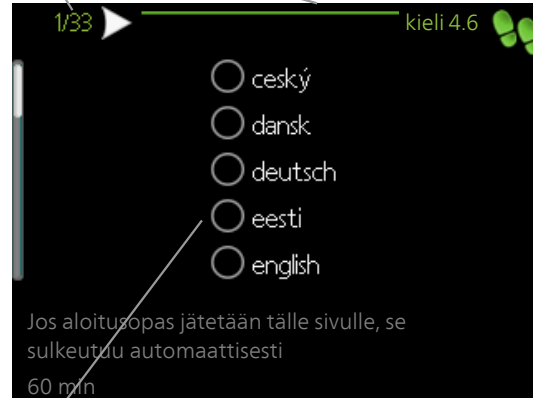 1/33 kieli 4.6
ceský
dansk
deutsch
eesti
english
Jos aloitusopas jätetään tälle sivulle, se
sulkeutuu automaattisesti
60 min